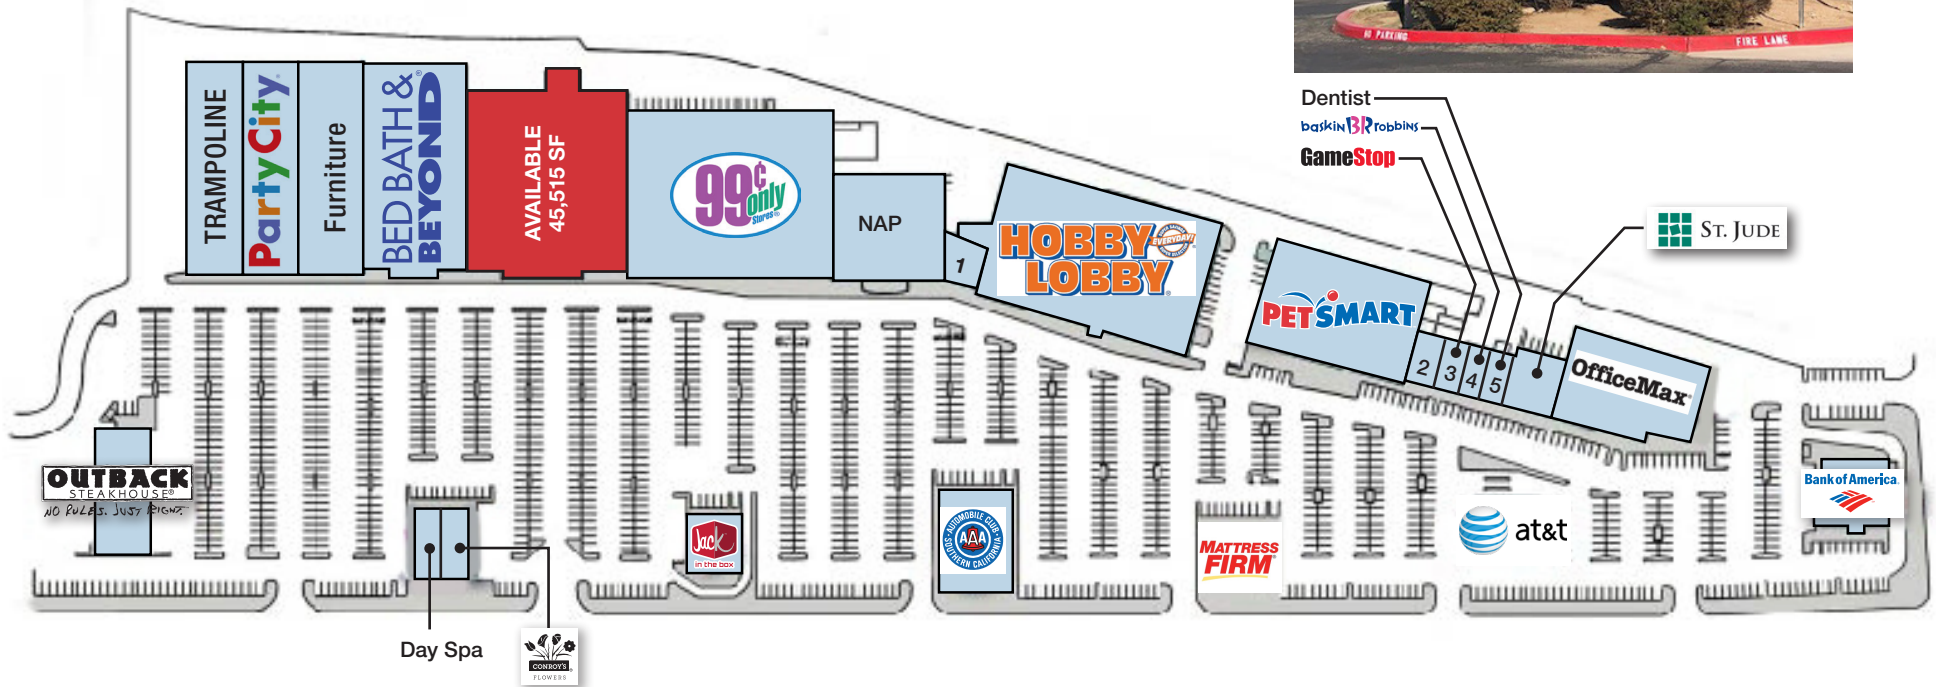 NO PARKING
FIRE LANE
Dentist
baskin BR robbins
GameStop
ST. JUDE
TRAMPOLINE
PartyCity
Furniture
BED BATH &
BEYOND®
AVAILABLE
45,515 SF
99¢
only
Stores®
NAP
1
HOBBY
LOBBY
EVERYDAY!
PETSMART
2
3
4
5
OfficeMax
OUTBACK
STEAKHOUSE®
NO RULES. JUST RIGHT.
Jack
in the box
AUTOMOBILE CLUB
AAA
SOUTHERN CALIFORNIA
MATTRESS
FIRM
at&t
Bank of America
Day Spa
CONROY'S
FLOWERS